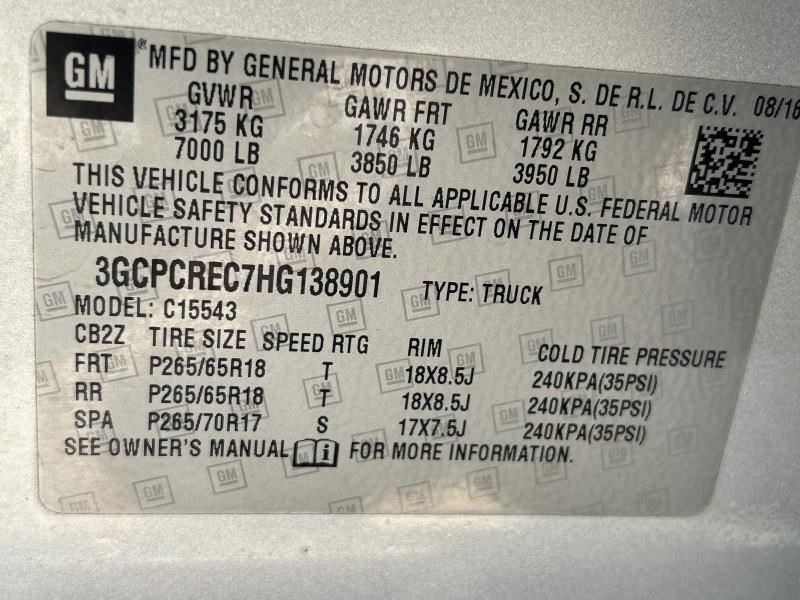 GM ® MFD BY GENERAL MOTORS DE MEXICO, S. DE R.L. DE C.V. 08/16
GVWR GAWR FRT GAWR RR
3175 KG 1746 KG 1792 KG
7000 LB 3850 LB 3950 LB
THIS VEHICLE CONFORMS TO ALL APPLICABLE U.S. FEDERAL MOTOR
VEHICLE SAFETY STANDARDS IN EFFECT ON THE DATE OF
MANUFACTURE SHOWN ABOVE.
3GCPCREC7HG138901 TYPE: TRUCK
MODEL: C15543
CB2Z TIRE SIZE SPEED RTG RIM COLD TIRE PRESSURE
FRT P265/65R18 T 18X8.5J 240KPA(35PSI)
RR P265/65R18 T 18X8.5J 240KPA(35PSI)
SPA P265/70R17 S 17X7.5J 240KPA(35PSI)
SEE OWNER'S MANUAL i FOR MORE INFORMATION.